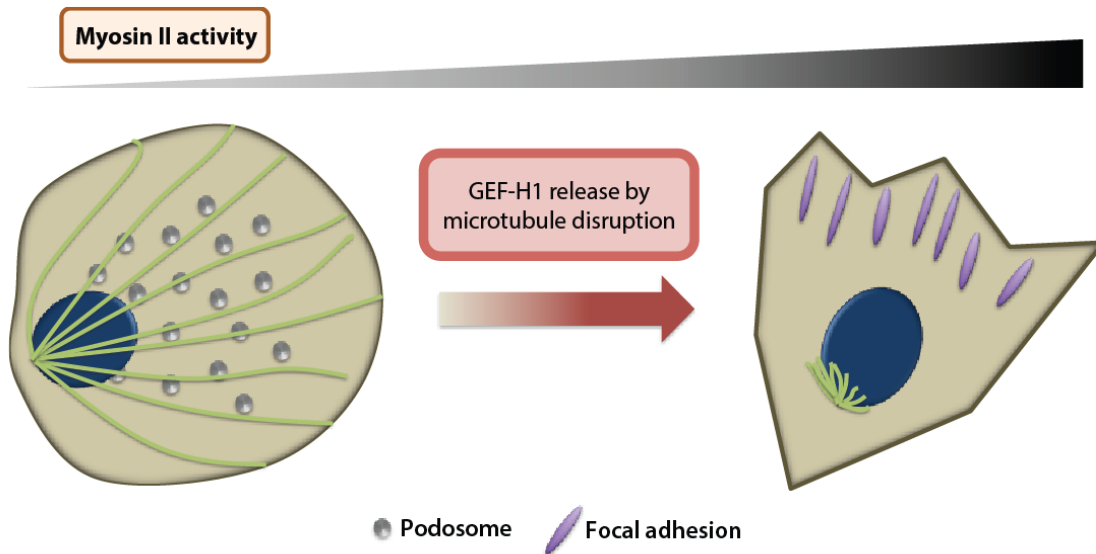 Myosin II activity
GEF-H1 release by
microtubule disruption
Podosome
Focal adhesion